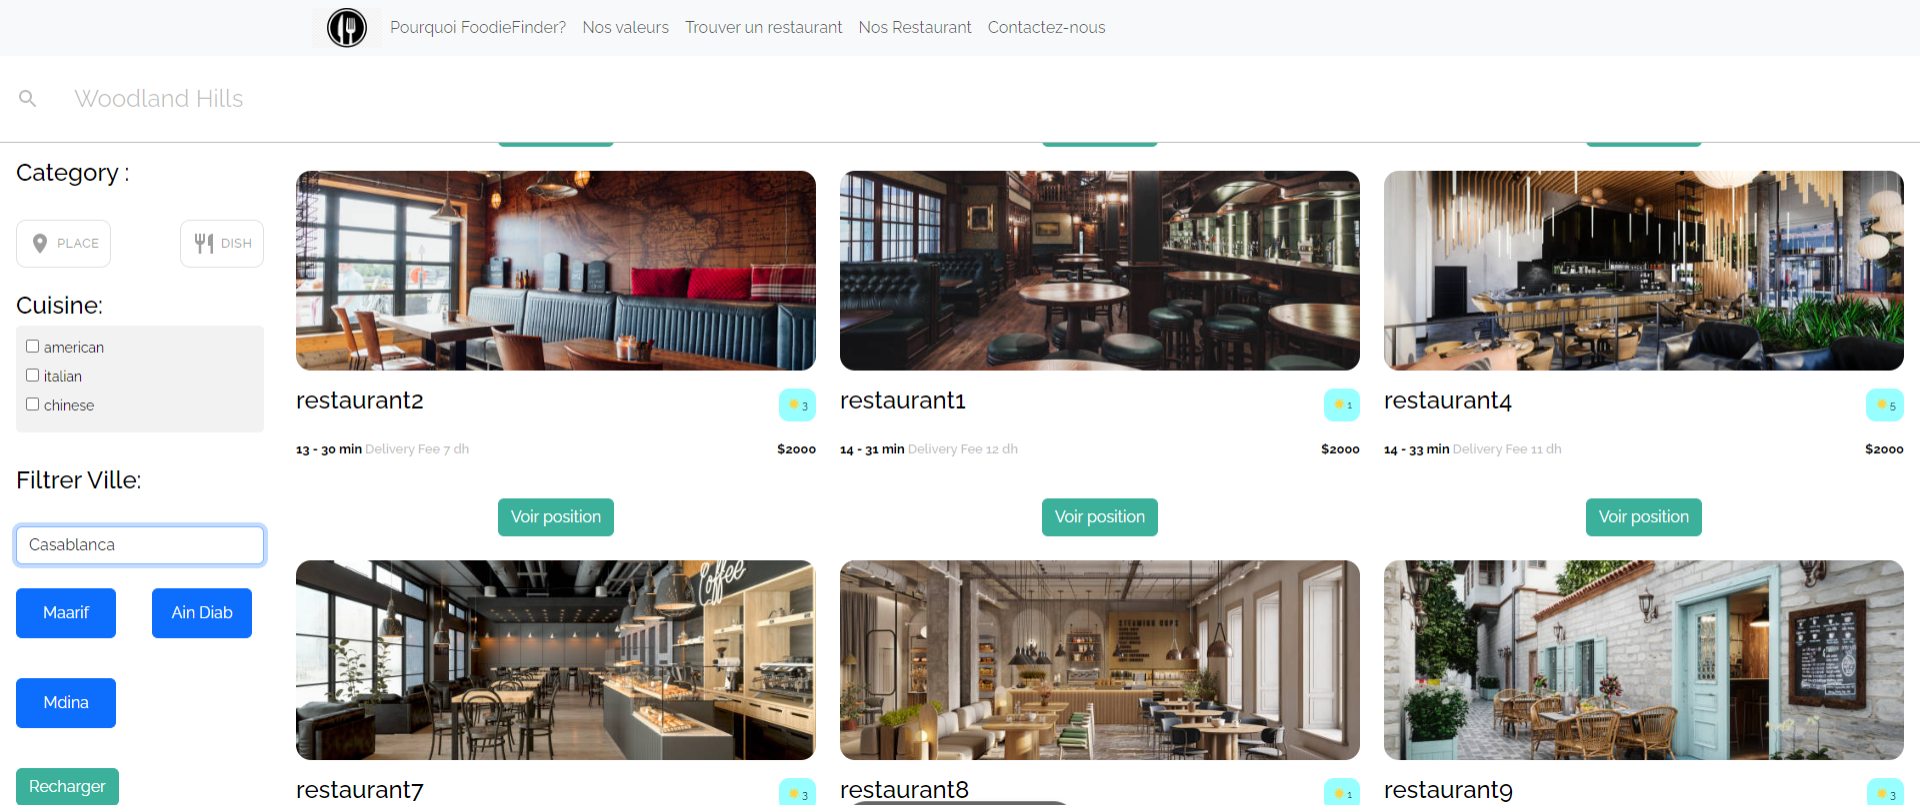 Pourquoi FoodieFinder? Nos valeurs Trouver un restaurant Nos Restaurant Contactez-nous
Woodland Hills
Category :
PLACE DISH
Cuisine:
american
italian
chinese
Filtrer Ville:
Casablanca
Maarif Ain Diab
Mdina
Recharger
restaurant2 3
13 - 30 min Delivery Fee 7 dh $2000
Voir position
restaurant1 1
14 - 31 min Delivery Fee 12 dh $2000
Voir position
restaurant4 5
14 - 33 min Delivery Fee 11 dh $2000
Voir position
Coffee
restaurant7 3
STEAMING CUPS
restaurant8 1
restaurant9 3